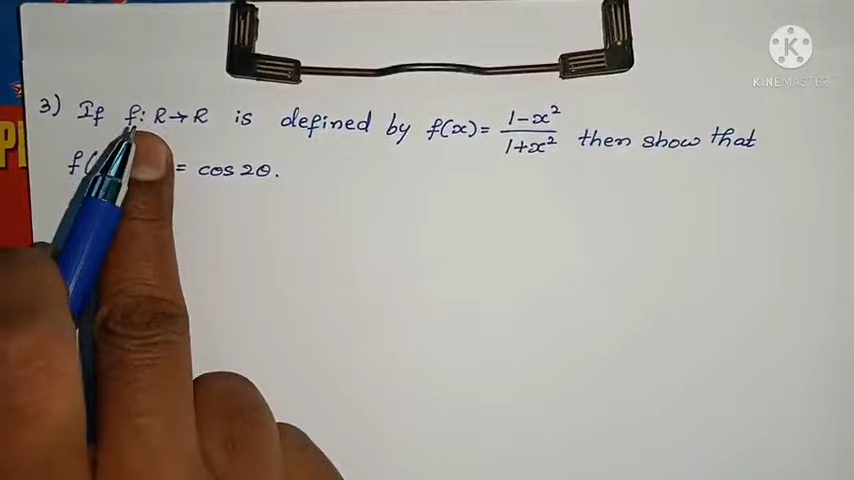 3) If f: R→R is defined by f(x) = 1-x² / 1+x² then show that
f( = cos 2θ.
K
KINEMASTER